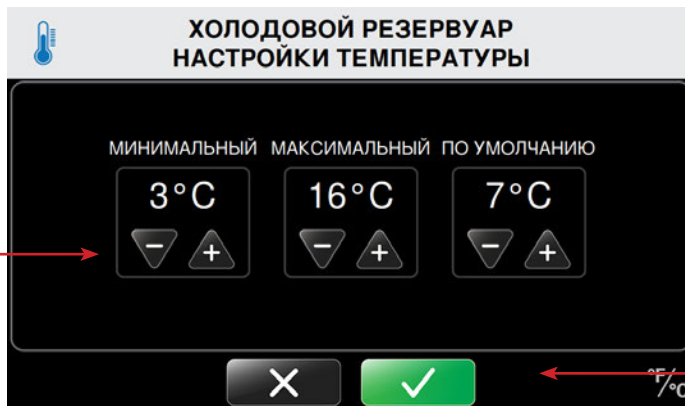 ХОЛОДОВОЙ РЕЗЕРВУАР
НАСТРОЙКИ ТЕМПЕРАТУРЫ
МИНИМАЛЬНЫЙ МАКСИМАЛЬНЫЙ ПО УМОЛЧАНИЮ
3°C 16°C 7°C
− + − + − +
°F/°C